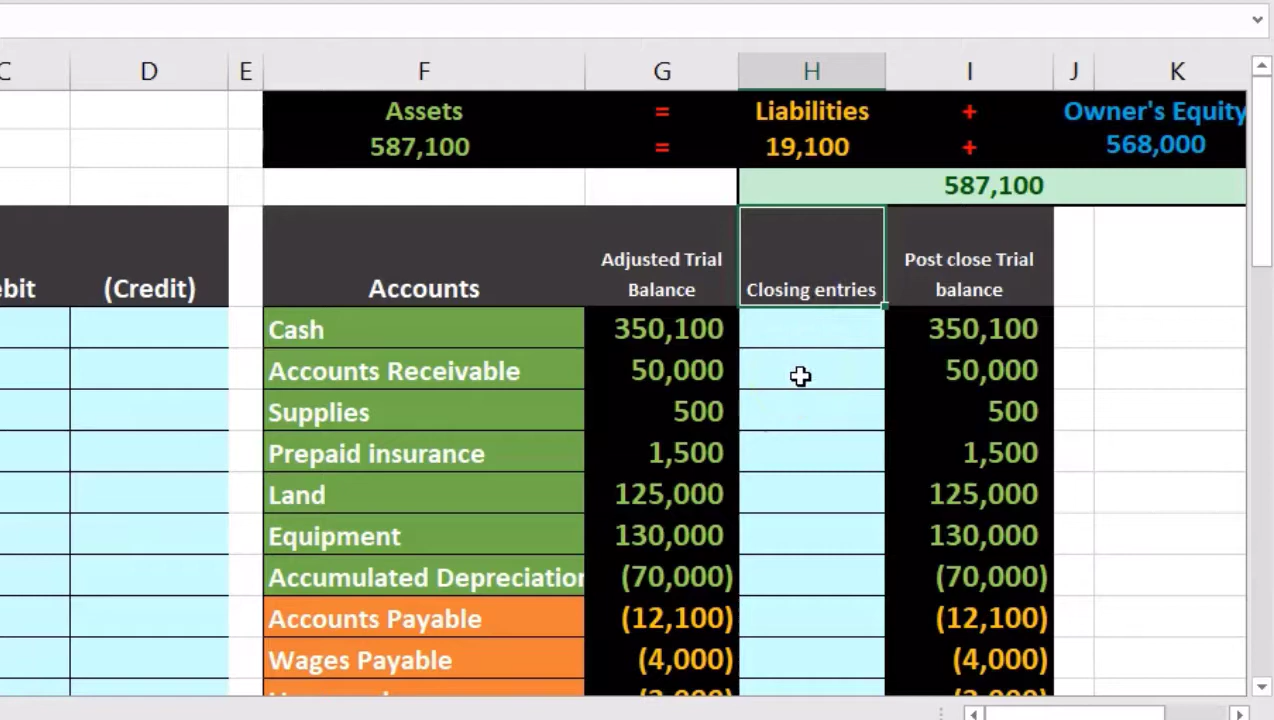 C D E F G H I J K
Assets = Liabilities + Owner's Equity
587,100 = 19,100 + 568,000
587,100
ebit (Credit) Accounts Adjusted Trial Balance Closing entries Post close Trial balance
Cash 350,100 350,100
Accounts Receivable 50,000 50,000
Supplies 500 500
Prepaid insurance 1,500 1,500
Land 125,000 125,000
Equipment 130,000 130,000
Accumulated Depreciation (70,000) (70,000)
Accounts Payable (12,100) (12,100)
Wages Payable (4,000) (4,000)